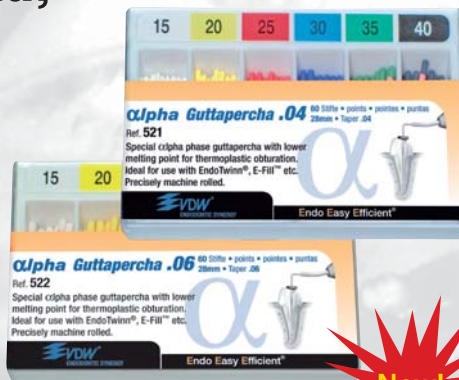 15 20 25 30 35 40
αlpha Guttapercha .04
60 Stifte • points • pointes • puntas
28mm • Taper .04
Ref. 521
Special αlpha phase guttapercha with lower
melting point for thermoplastic obturation.
Ideal for use with EndoTwinn®, E-Fill™ etc.
Precisely machine rolled.
α
VDW
ENDODONTIC SYNERGY
Endo Easy Efficient®
15 20
αlpha Guttapercha .06
60 Stifte • points • pointes • puntas
28mm • Taper .06
Ref. 522
Special αlpha phase guttapercha with lower
melting point for thermoplastic obturation.
Ideal for use with EndoTwinn®, E-Fill™ etc.
Precisely machine rolled.
α
VDW
ENDODONTIC SYNERGY
Endo Easy Efficient®